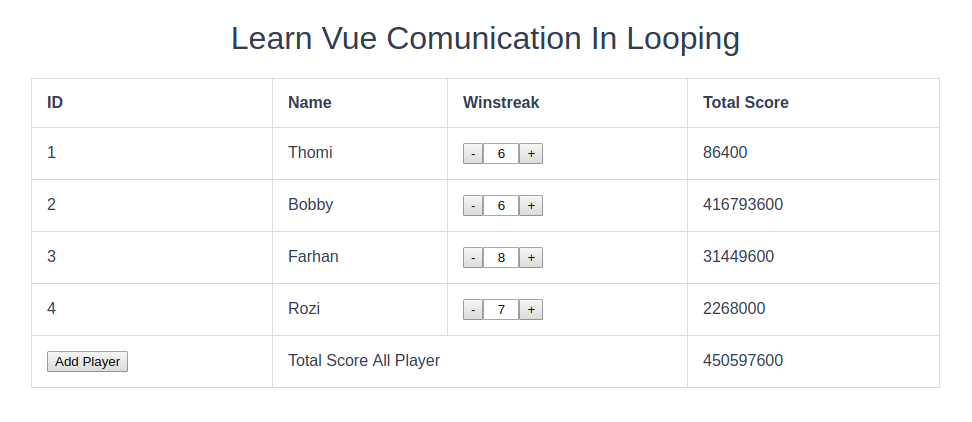 Learn Vue Comunication In Looping
ID Name Winstreak Total Score
1 Thomi - 6 + 86400
2 Bobby - 6 + 416793600
3 Farhan - 8 + 31449600
4 Rozi - 7 + 2268000
Add Player Total Score All Player 450597600